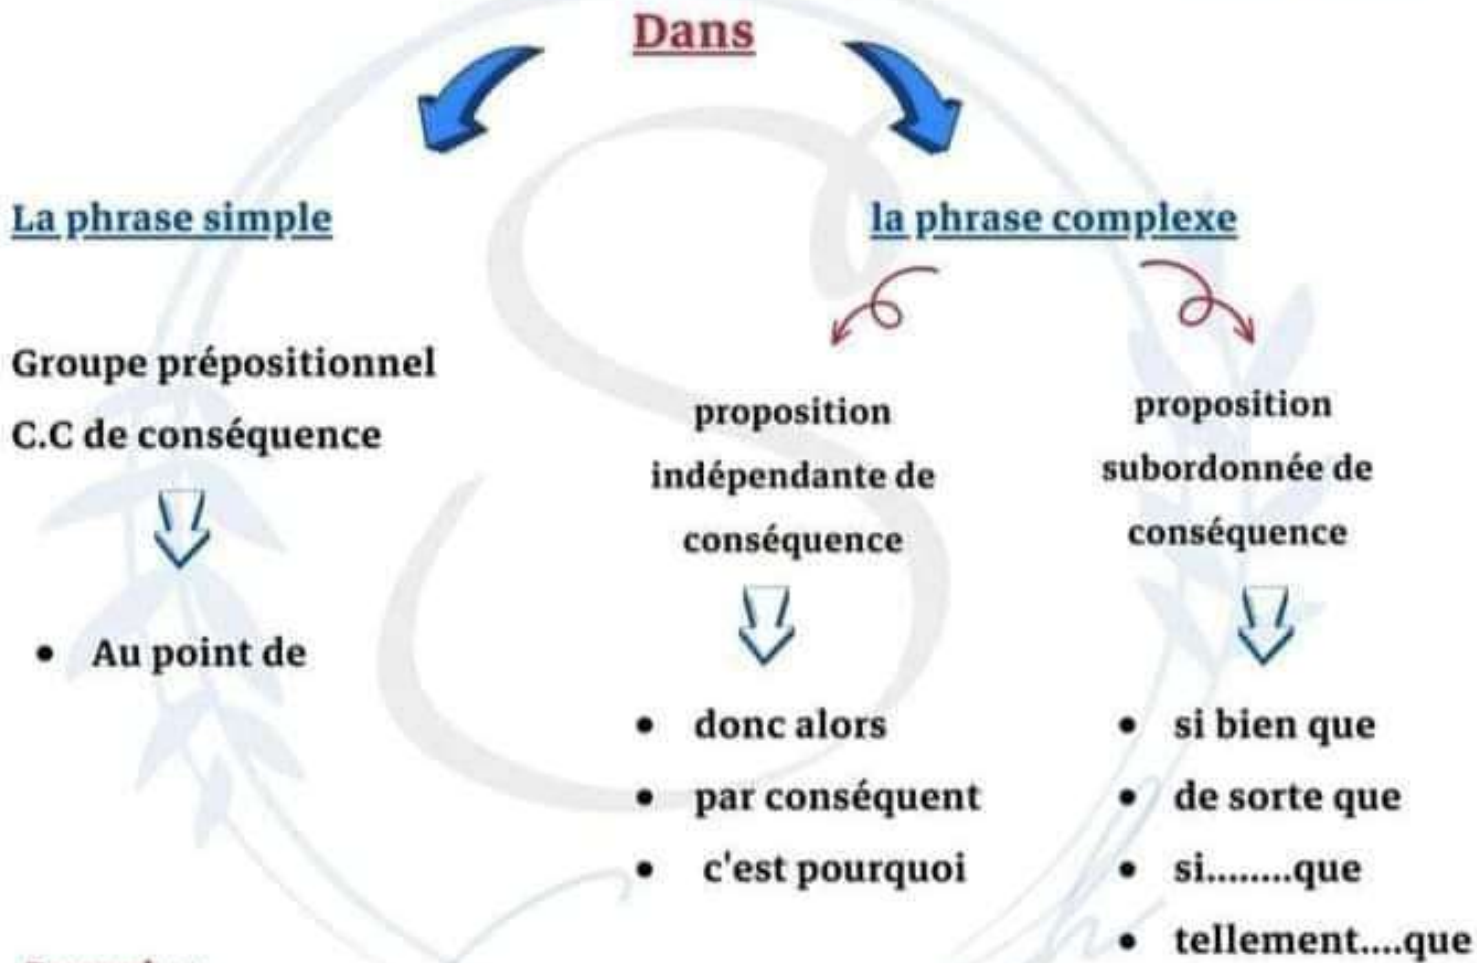 Dans
La phrase simple
Groupe prépositionnel
C.C de conséquence
• Au point de
la phrase complexe
proposition
indépendante de
conséquence
• donc alors
• par conséquent
• c'est pourquoi
proposition
subordonnée de
conséquence
• si bien que
• de sorte que
• si........que
• tellement....que